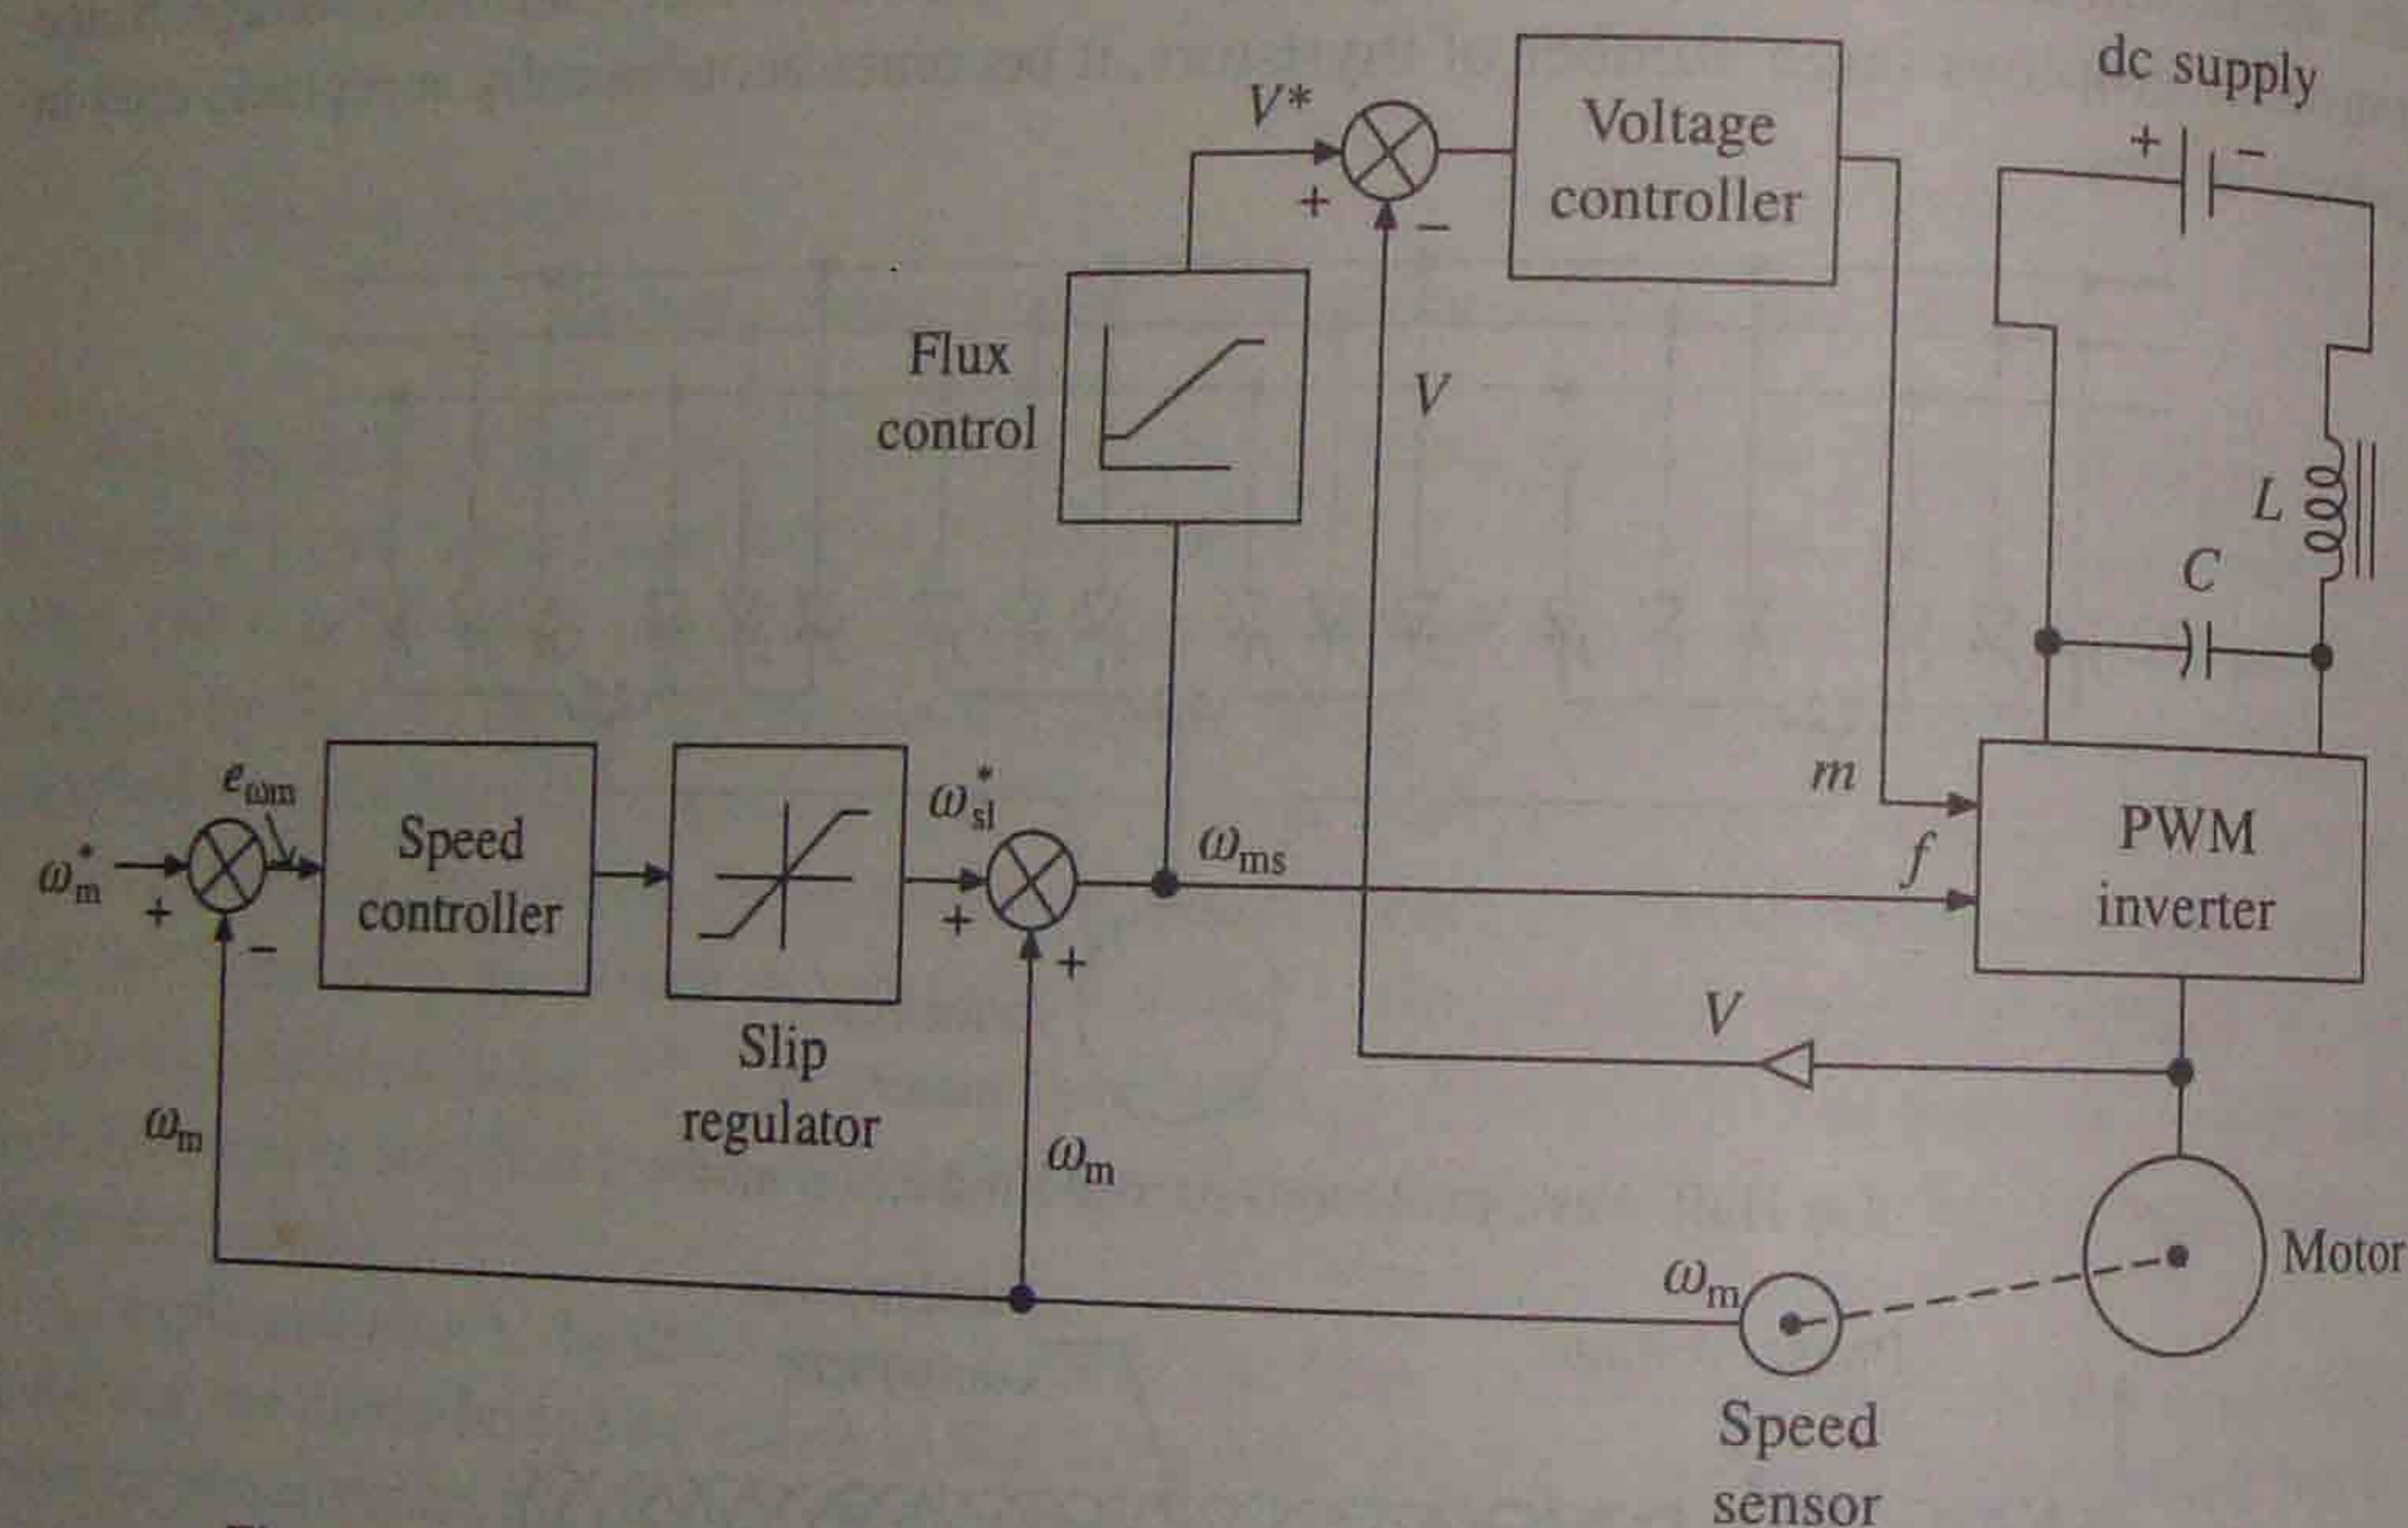 dc supply
+ −
V*
+
−
Voltage
controller
Flux
control
V
L
C
m
f
PWM
inverter
e_ωm
ω*_m
+
−
Speed
controller
ω*_sl
+
+
ω_ms
Slip
regulator
V
ω_m
ω_m
ω_m
Motor
Speed
sensor